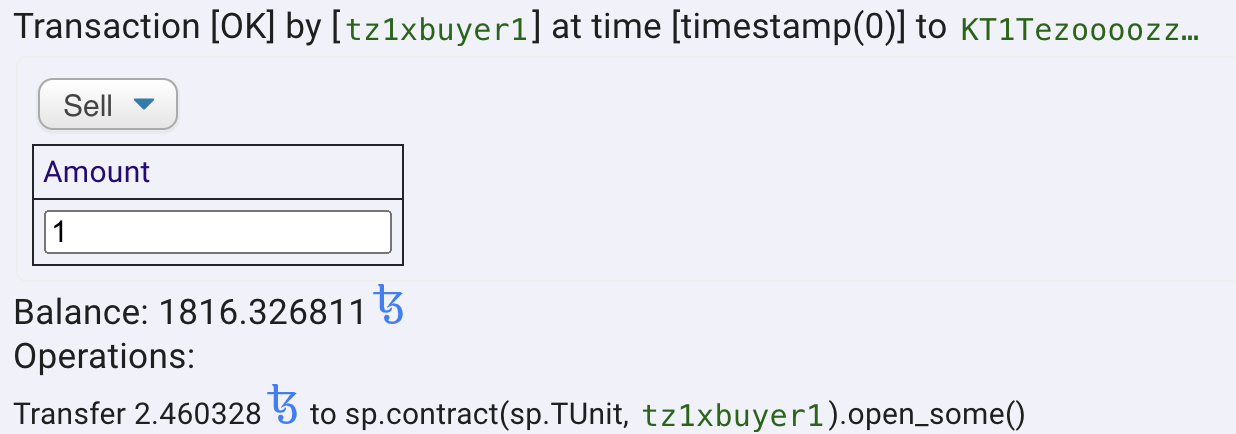 Transaction [OK] by [tz1xbuyer1] at time [timestamp(0)] to KT1Tezoooozz…
Sell
Amount
1
Balance: 1816.326811 ꜩ
Operations:
Transfer 2.460328 ꜩ to sp.contract(sp.TUnit, tz1xbuyer1).open_some()